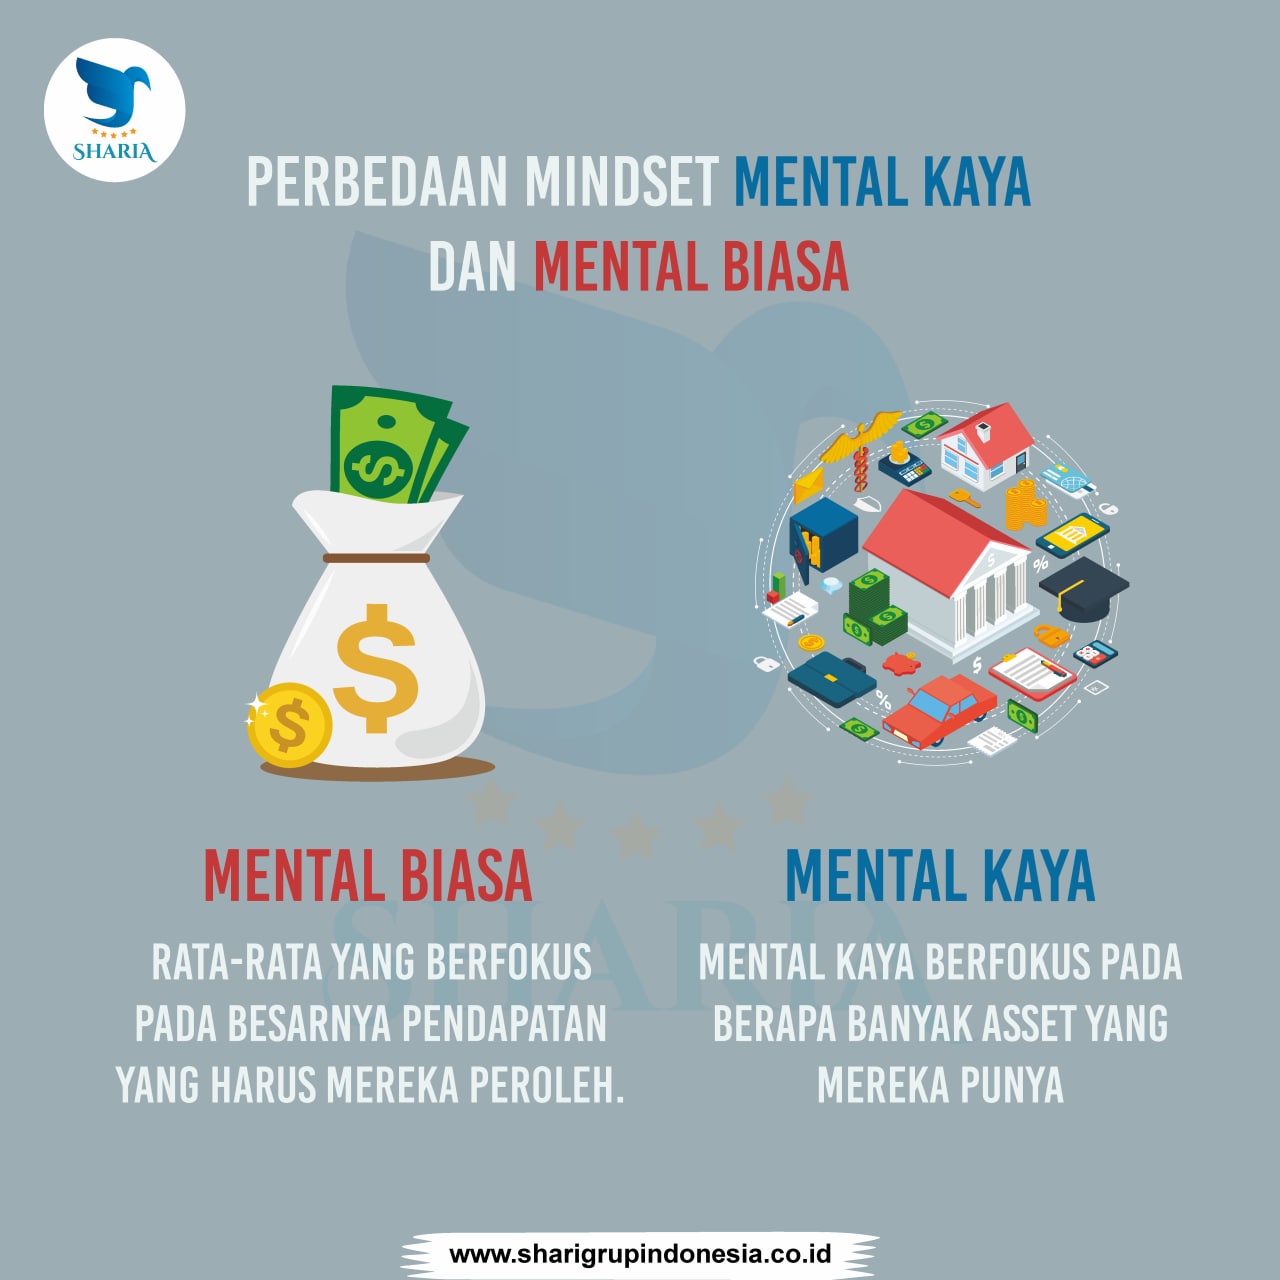 SHARIA
PERBEDAAN MINDSET MENTAL KAYA
DAN MENTAL BIASA
MENTAL BIASA
RATA-RATA YANG BERFOKUS
PADA BESARNYA PENDAPATAN
YANG HARUS MEREKA PEROLEH.
MENTAL KAYA
MENTAL KAYA BERFOKUS PADA
BERAPA BANYAK ASSET YANG
MEREKA PUNYA
SHARIA
www.sharigrupindonesia.co.id